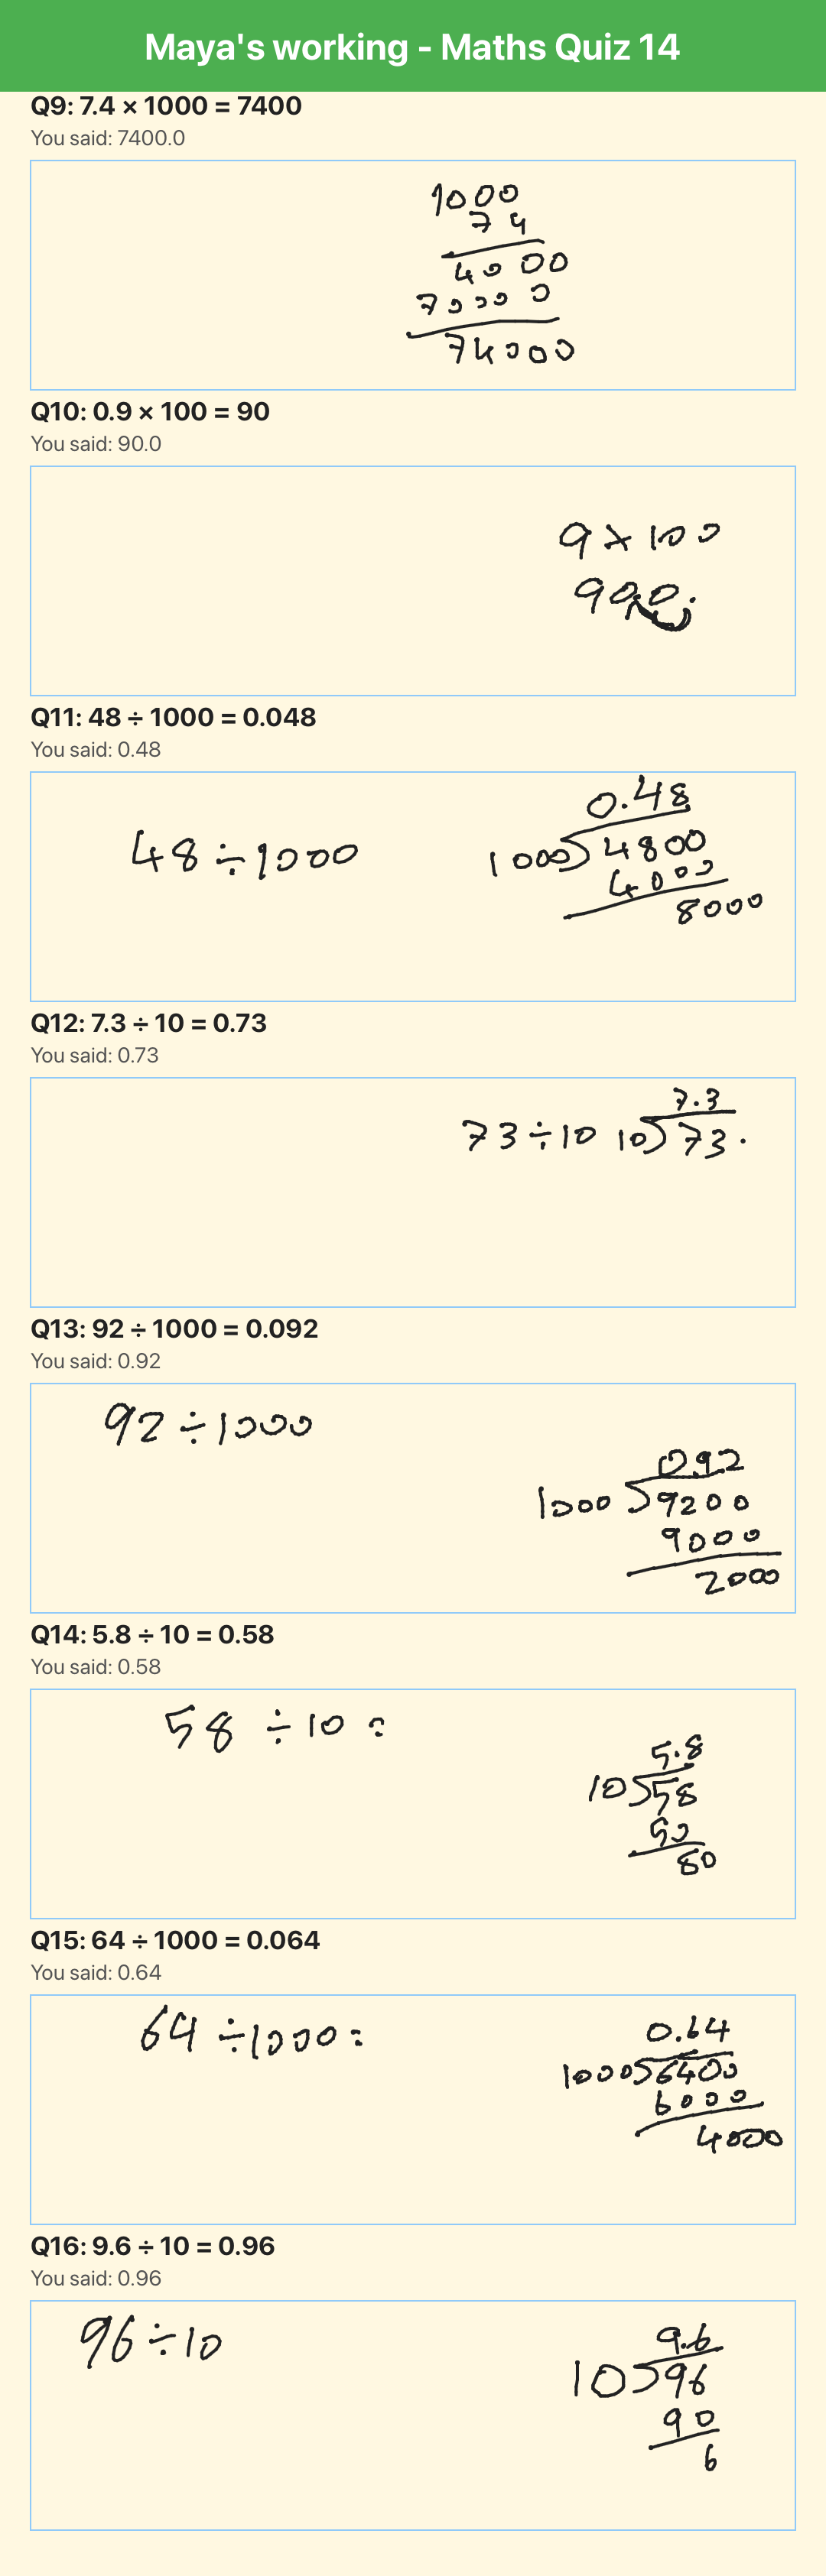 Maya's working - Maths Quiz 14
Q9: 7.4 × 1000 = 7400
You said: 7400.0
1000
74
4000
70000
74000
Q10: 0.9 × 100 = 90
You said: 90.0
9 × 100
900.
Q11: 48 ÷ 1000 = 0.048
You said: 0.48
0.48
48 ÷ 1000 1000)4800
4000
8000
Q12: 7.3 ÷ 10 = 0.73
You said: 0.73
7.3
73 ÷ 10 10)73.
Q13: 92 ÷ 1000 = 0.092
You said: 0.92
92 ÷ 1000
0.92
1000)9200
9000
2000
Q14: 5.8 ÷ 10 = 0.58
You said: 0.58
58 ÷ 10 =
5.8
10)58
50
80
Q15: 64 ÷ 1000 = 0.064
You said: 0.64
64 ÷ 1000 =
0.64
1000)6400
6000
4000
Q16: 9.6 ÷ 10 = 0.96
You said: 0.96
96 ÷ 10
9.6
10)96
90
6